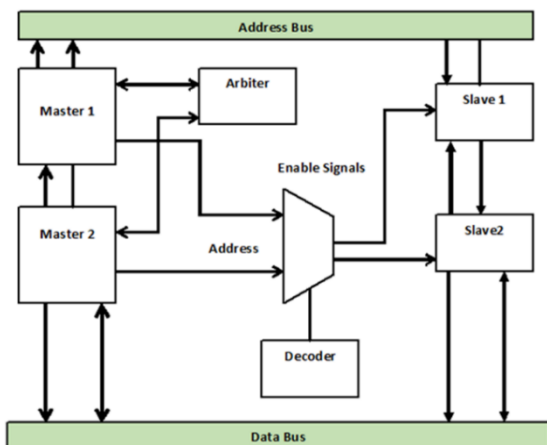 Address Bus
Master 1
Arbiter
Slave 1
Enable Signals
Master 2
Address
Slave2
Decoder
Data Bus